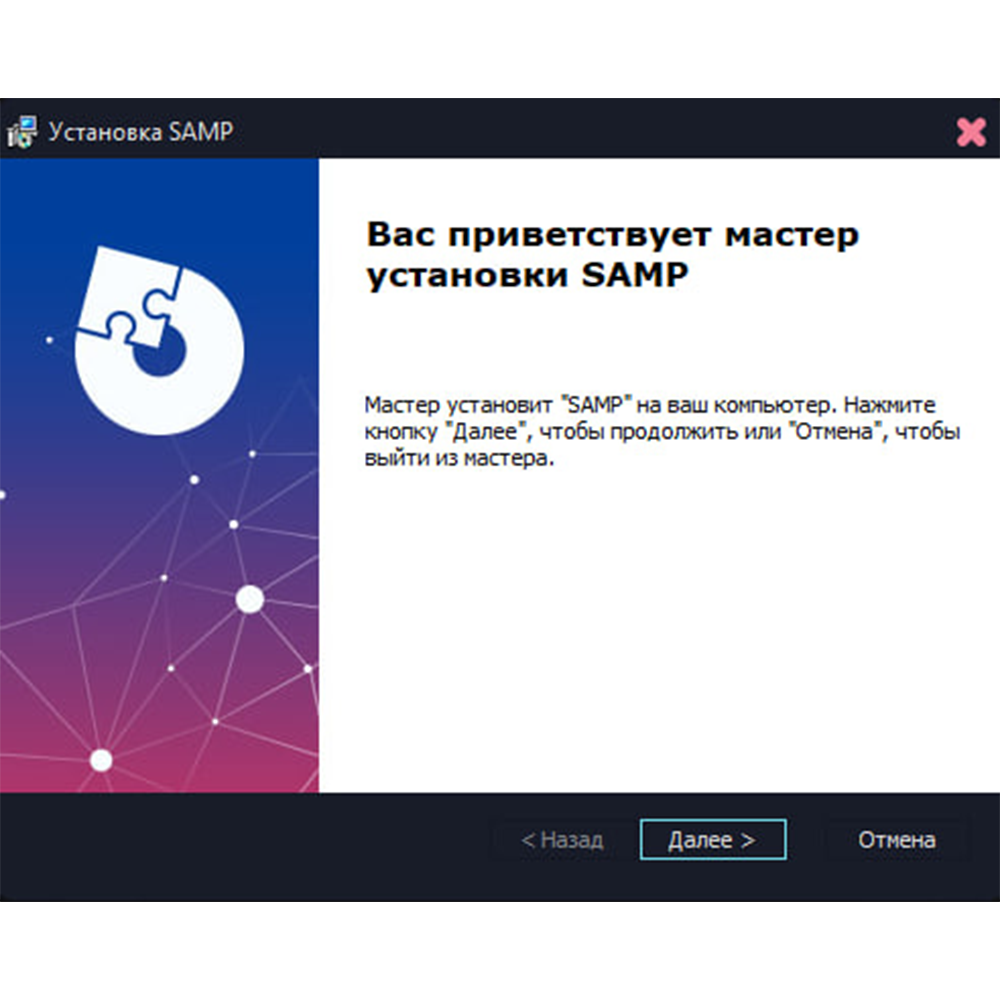 Установка SAMP
Вас приветствует мастер
установки SAMP
Мастер установит "SAMP" на ваш компьютер. Нажмите
кнопку "Далее", чтобы продолжить или "Отмена", чтобы
выйти из мастера.
< Назад
Далее >
Отмена